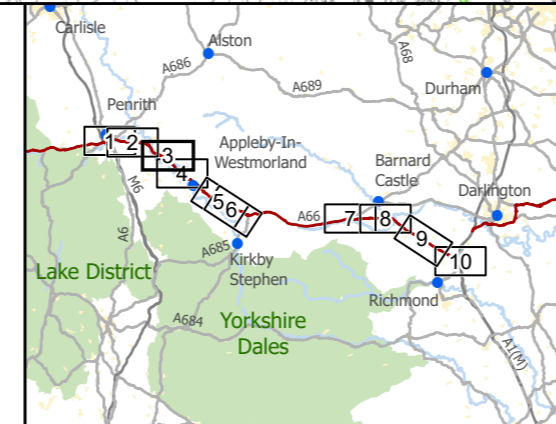 Carlisle
Alston
A686
A689
A68
Durham
Penrith
1
2
3
4
5
6
Appleby-In-
Westmorland
Barnard
Castle
Darlington
M6
A6
A66
7
8
9
10
A685
Kirkby
Stephen
Lake District
Richmond
A684
Yorkshire
Dales
A1(M)